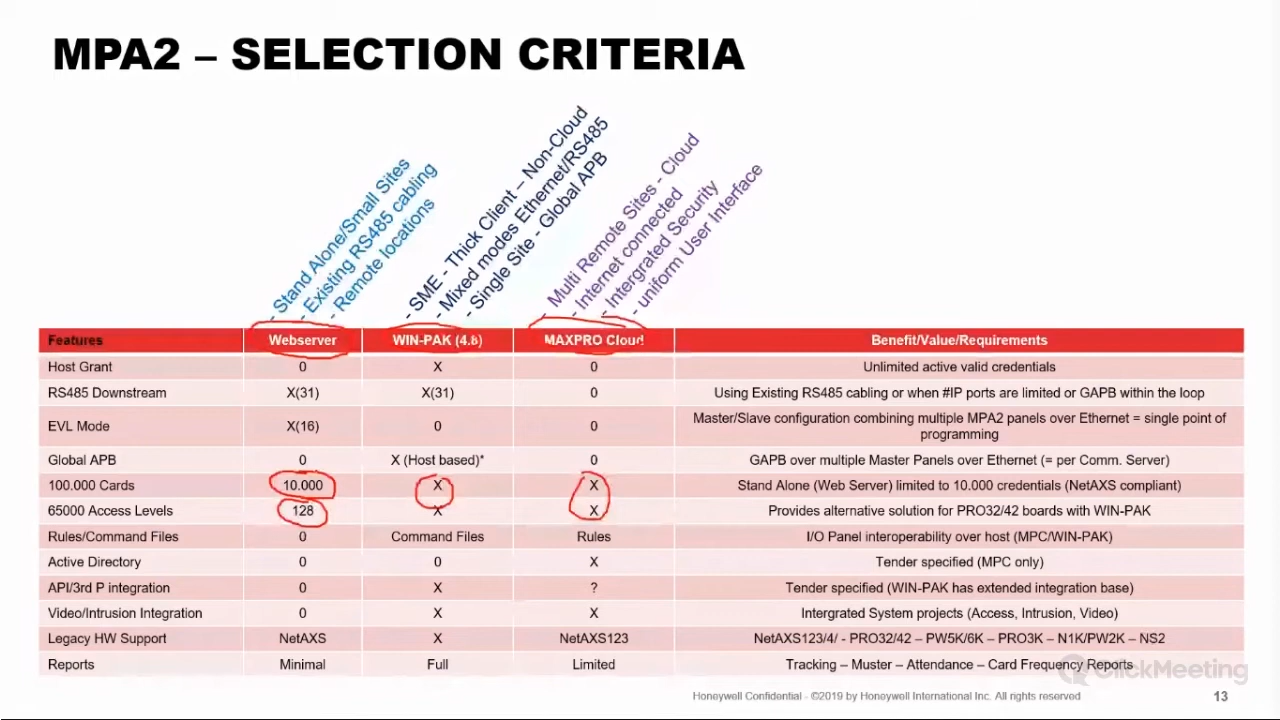 MPA2 – SELECTION CRITERIA
- Stand Alone/Small Sites
- Existing RS485 cabling
- Remote locations
- SME - Thick Client – Non-Cloud
- Mixed modes Ethernet/RS485
- Single Site - Global APB
- Multi Remote Sites - Cloud
- Internet connected
- Intergrated Security
- uniform User Interface
Features Webserver WIN-PAK (4.8) MAXPRO Cloud Benefit/Value/Requirements
Host Grant 0 X 0 Unlimited active valid credentials
RS485 Downstream X(31) X(31) 0 Using Existing RS485 cabling or when #IP ports are limited or GAPB within the loop
EVL Mode X(16) 0 0 Master/Slave configuration combining multiple MPA2 panels over Ethernet = single point of
programming
Global APB 0 X (Host based)* 0 GAPB over multiple Master Panels over Ethernet (= per Comm. Server)
100.000 Cards 10.000 X X Stand Alone (Web Server) limited to 10.000 credentials (NetAXS compliant)
65000 Access Levels 128 X X Provides alternative solution for PRO32/42 boards with WIN-PAK
Rules/Command Files 0 Command Files Rules I/O Panel interoperability over host (MPC/WIN-PAK)
Active Directory 0 0 X Tender specified (MPC only)
API/3rd P integration 0 X ? Tender specified (WIN-PAK has extended integration base)
Video/Intrusion Integration 0 X X Intergrated System projects (Access, Intrusion, Video)
Legacy HW Support NetAXS X NetAXS123 NetAXS123/4/ - PRO32/42 – PW5K/6K – PRO3K – N1K/PW2K – NS2
Reports Minimal Full Limited Tracking – Muster – Attendance – Card Frequency Reports
ClickMeeting
Honeywell Confidential - ©2019 by Honeywell International Inc. All rights reserved 13